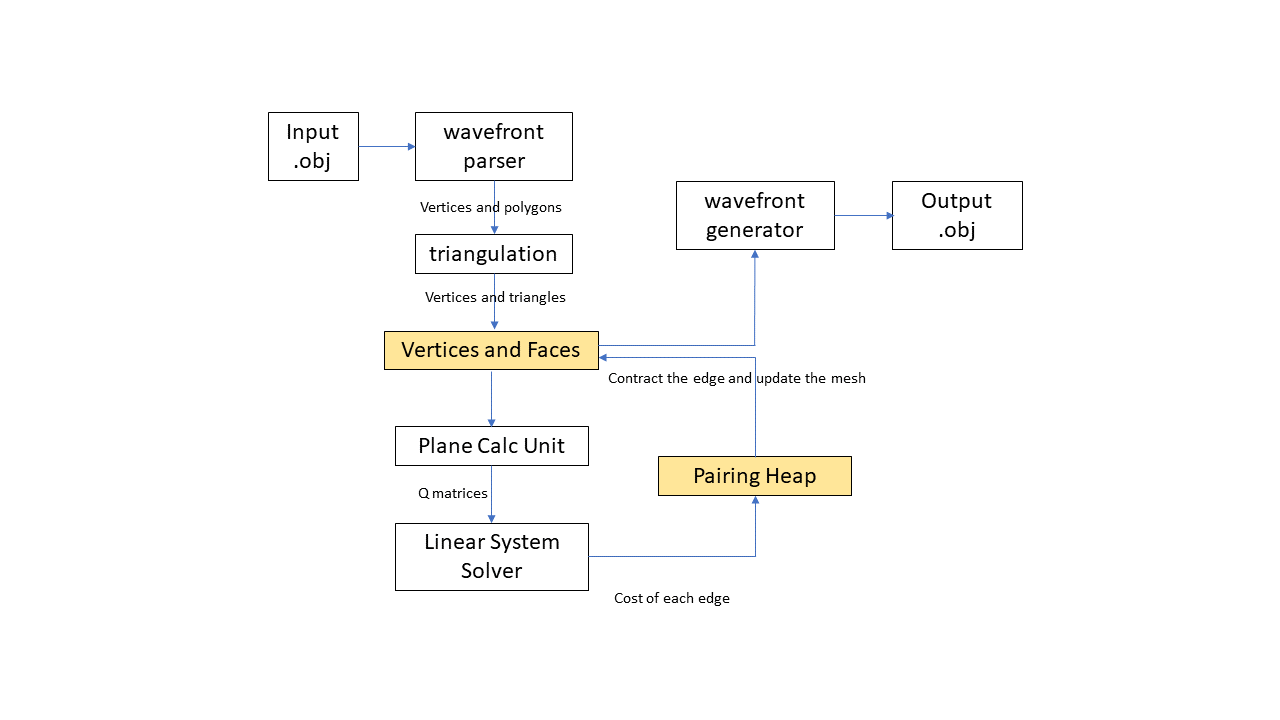 Input
.obj
wavefront
parser
Vertices and polygons
triangulation
Vertices and triangles
wavefront
generator
Output
.obj
Vertices and Faces
Contract the edge and update the mesh
Plane Calc Unit
Pairing Heap
Q matrices
Linear System
Solver
Cost of each edge